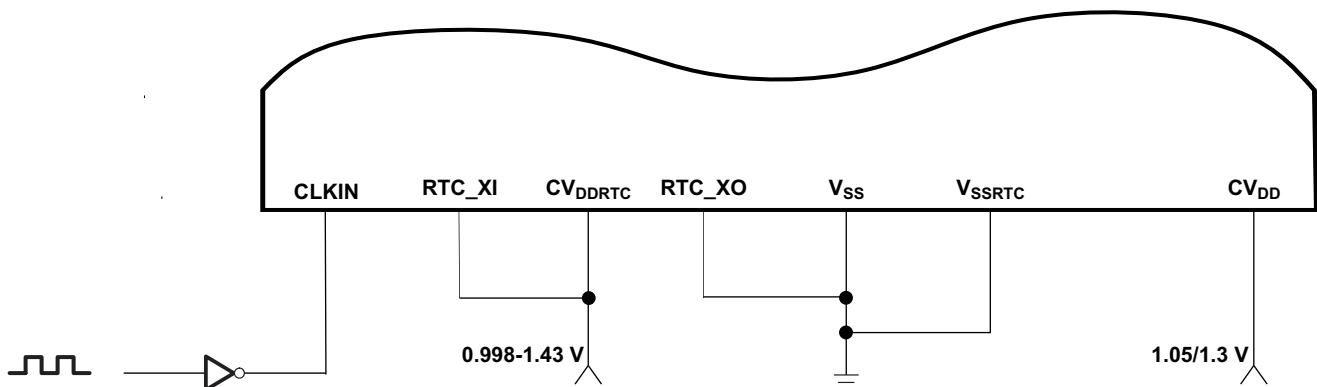 CLKIN RTC_XI CVDDRTC RTC_XO VSS VSSRTC CVDD
0.998-1.43 V 1.05/1.3 V